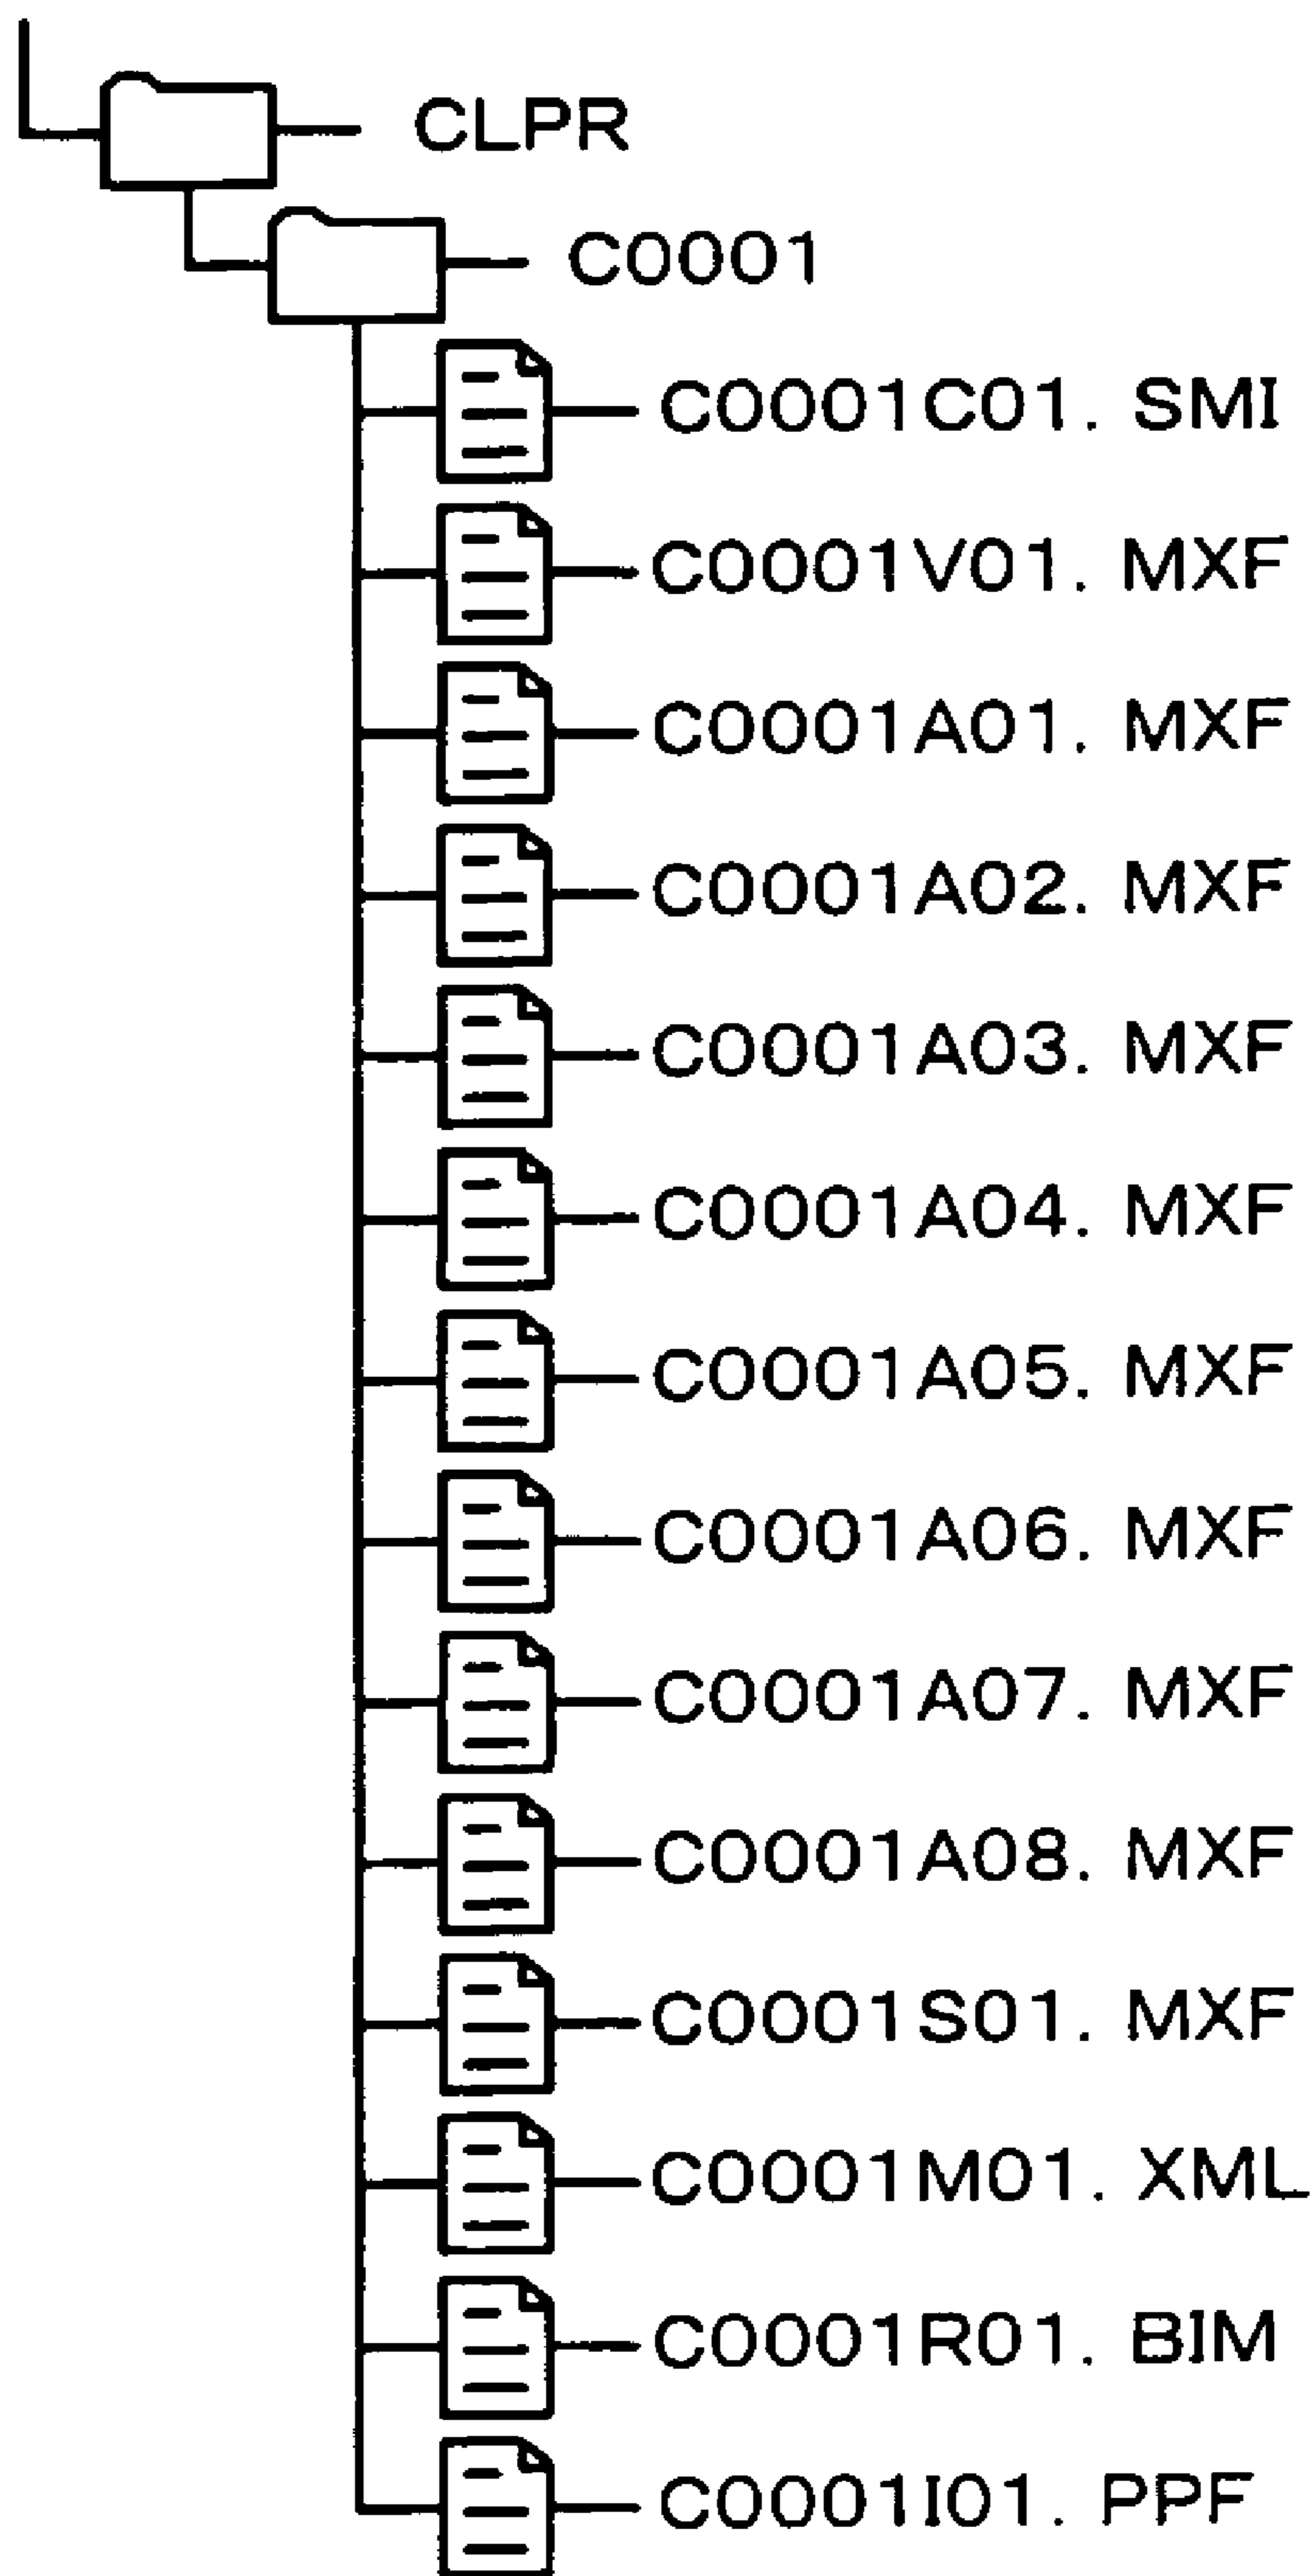 CLPR
C0001
C0001C01. SMI
C0001V01. MXF
C0001A01. MXF
C0001A02. MXF
C0001A03. MXF
C0001A04. MXF
C0001A05. MXF
C0001A06. MXF
C0001A07. MXF
C0001A08. MXF
C0001S01. MXF
C0001M01. XML
C0001R01. BIM
C0001I01. PPF